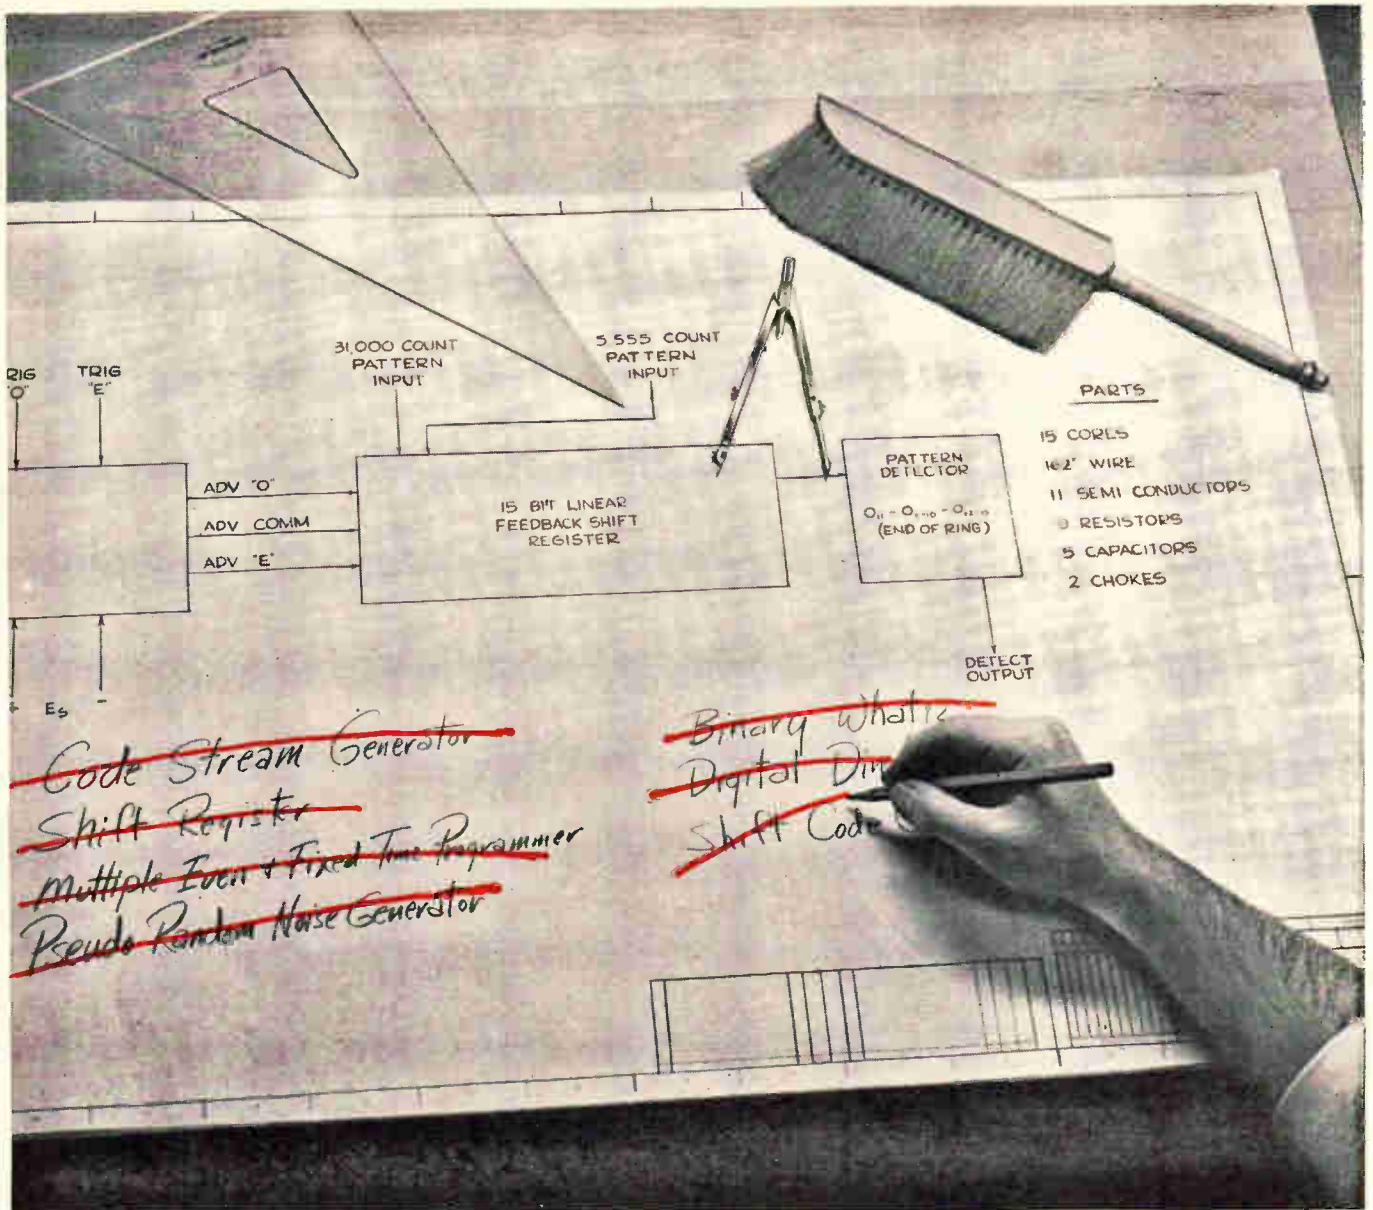 31,000 COUNT
PATTERN
INPUT
5,555 COUNT
PATTERN
INPUT
RIG
"O"
TRIG
"E"
ADV "O"
ADV COMM
ADV "E"
15 BIT LINEAR
FEEDBACK SHIFT
REGISTER
PATTERN
DETECTOR
(END OF RING)
PARTS
15 CORES
WIRE
11 SEMI CONDUCTORS
RESISTORS
5 CAPACITORS
2 CHOKES
DETECT
OUTPUT
+ Es -
Code Stream Generator
Shift Register
Multiple Even & Fixed Time Programmer
Pseudo Random Noise Generator
Binary What
Digital Din
Shift Code